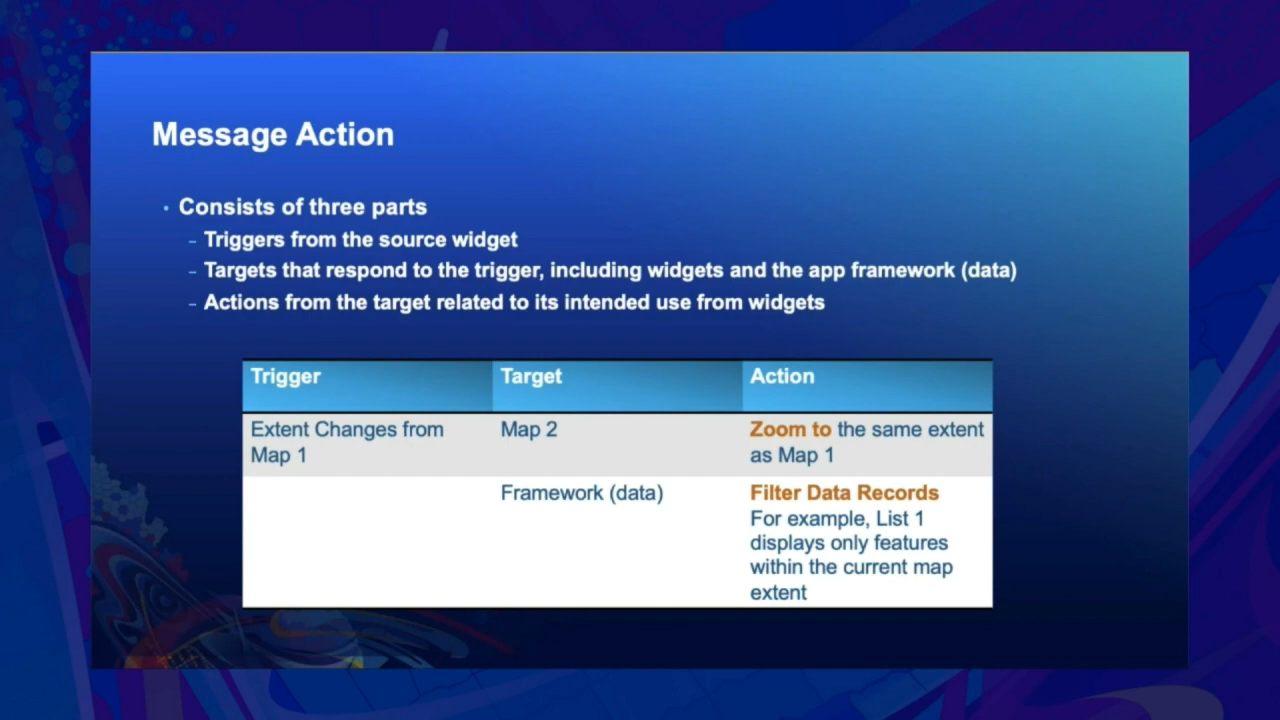 Message Action
• Consists of three parts
– Triggers from the source widget
– Targets that respond to the trigger, including widgets and the app framework (data)
– Actions from the target related to its intended use from widgets
Trigger Target Action
Extent Changes from Map 2 Zoom to the same extent
Map 1 as Map 1
Framework (data) Filter Data Records
For example, List 1
displays only features
within the current map
extent